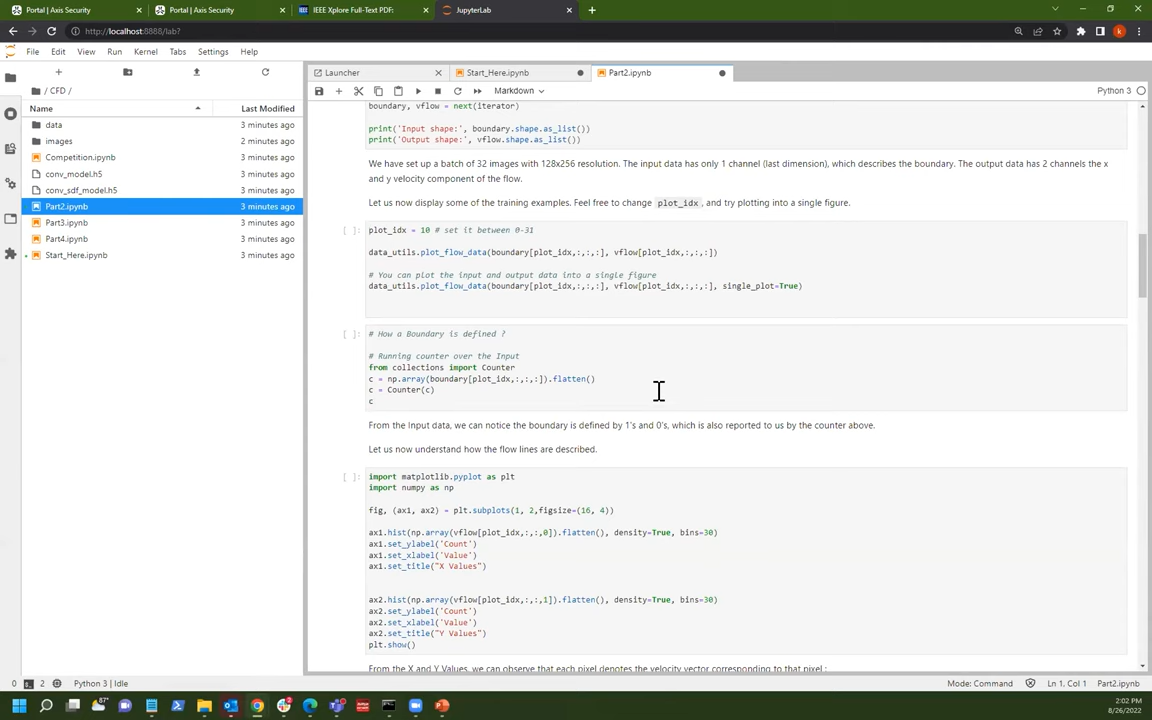 Portal | Axis Security
Portal | Axis Security
IEEE Xplore Full-Text PDF:
JupyterLab
http://localhost:8888/lab?
k
File Edit View Run Kernel Tabs Settings Help
Launcher
Start_Here.ipynb
Part2.ipynb
/ CFD /
Markdown
Python 3
Name
Last Modified
data 3 minutes ago
images 2 minutes ago
Competition.ipynb 3 minutes ago
conv_model.h5 3 minutes ago
conv_sdf_model.h5 3 minutes ago
Part2.ipynb 3 minutes ago
Part3.ipynb 3 minutes ago
Part4.ipynb 3 minutes ago
Start_Here.ipynb 3 minutes ago
boundary, vflow = next(iterator)
print('Input shape:', boundary.shape.as_list())
print('Output shape:', vflow.shape.as_list())
We have set up a batch of 32 images with 128x256 resolution. The input data has only 1 channel (last dimension), which describes the boundary. The output data has 2 channels the x
and y velocity component of the flow.
Let us now display some of the training examples. Feel free to change plot_idx, and try plotting into a single figure.
[ ]: plot_idx = 10 # set it between 0-31
data_utils.plot_flow_data(boundary[plot_idx,:,:,:], vflow[plot_idx,:,:,:])
# You can plot the input and output data into a single figure
data_utils.plot_flow_data(boundary[plot_idx,:,:,:], vflow[plot_idx,:,:,:], single_plot=True)
[ ]: # How a Boundary is defined ?
# Running counter over the Input
from collections import Counter
c = np.array(boundary[plot_idx,:,:,:]).flatten()
c = Counter(c)
c
From the Input data, we can notice the boundary is defined by 1's and 0's, which is also reported to us by the counter above.
Let us now understand how the flow lines are described.
[ ]: import matplotlib.pyplot as plt
import numpy as np
fig, (ax1, ax2) = plt.subplots(1, 2,figsize=(16, 4))
ax1.hist(np.array(vflow[plot_idx,:,:,0]).flatten(), density=True, bins=30)
ax1.set_ylabel('Count')
ax1.set_xlabel('Value')
ax1.set_title("X Values")
ax2.hist(np.array(vflow[plot_idx,:,:,1]).flatten(), density=True, bins=30)
ax2.set_ylabel('Count')
ax2.set_xlabel('Value')
ax2.set_title("Y Values")
plt.show()
From the X and Y Values, we can observe that each pixel denotes the velocity vector corresponding to that pixel :
0
Python 3 | Idle
Mode: Command
Ln 1, Col 1
Part2.ipynb
87°
2:02 PM
8/26/2022